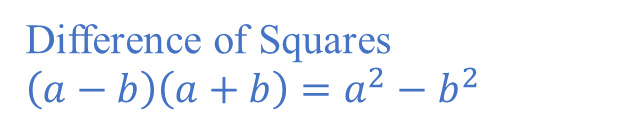 Difference of Squares
(𝑎 − 𝑏)(𝑎 + 𝑏) = 𝑎² − 𝑏²